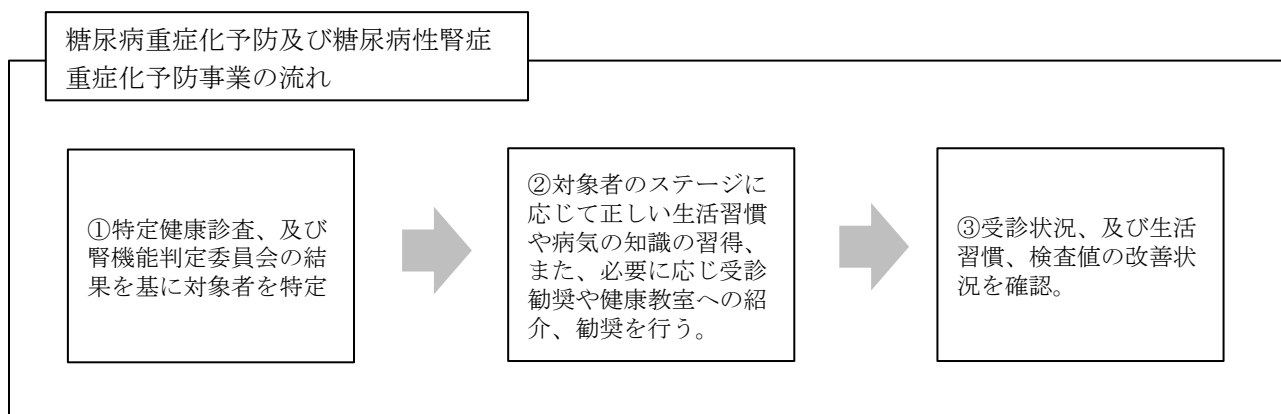 糖尿病重症化予防及び糖尿病性腎症
重症化予防事業の流れ
①特定健康診査、及び
腎機能判定委員会の結
果を基に対象者を特定
②対象者のステージに
応じて正しい生活習慣
や病気の知識の習得、
また、必要に応じ受診
勧奨や健康教室への紹
介、勧奨を行う。
③受診状況、及び生活
習慣、検査値の改善状
況を確認。